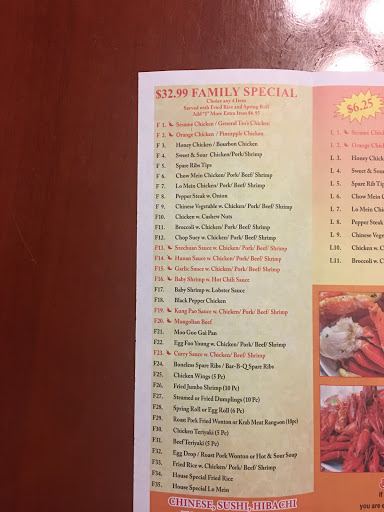 $32.99 FAMILY SPECIAL
Choice any 4 Item
Served with Fried Rice and Spring Roll
Add "1" More Extra Item $6.95
F 1. Sesame Chicken / General Tso's Chicken
F 2. Orange Chicken / Pineapple Chicken
F 3. Honey Chicken / Bourbon Chicken
F 4. Sweet & Sour Chicken/Pork/Shrimp
F 5. Spare Ribs Tips
F 6. Chow Mein Chicken/ Pork/ Beef/ Shrimp
F 7. Lo Mein Chicken/ Pork/ Beef/ Shrimp
F 8. Pepper Steak w. Onion
F 9. Chinese Vegetable w. Chicken/ Pork/ Beef/ Shrimp
F10. Chicken w. Cashew Nuts
F11. Broccoli w. Chicken/ Pork/ Beef/ Shrimp
F12. Chop Suey w. Chicken/ Pork/ Beef/ Shrimp
F13. Szechuan Sauce w. Chicken/ Pork/ Beef/ Shrimp
F14. Hunan Sauce w. Chicken/ Pork/ Beef/ Shrimp
F15. Garlic Sauce w. Chicken/ Pork/ Beef/ Shrimp
F16. Baby Shrimp w. Hot Chili Sauce
F17. Baby Shrimp w. Lobster Sauce
F18. Black Pepper Chicken
F19. Kung Pao Sauce w. Chicken/ Pork/ Beef/ Shrimp
F20. Mongolian Beef
F21. Moo Goo Gai Pan
F22. Egg Foo Young w. Chicken/ Pork/ Beef/ Shrimp
F23. Curry Sauce w. Chicken/ Beef/ Shrimp
F24. Boneless Spare Ribs / Bar-B-Q Spare Ribs
F25. Chicken Wings (5 Pc)
F26. Fried Jumbo Shrimp (10 Pc)
F27. Steamed or Fried Dumplings (10 Pc)
F28. Spring Roll or Egg Roll (6 Pc)
F29. Roast Pork Fried Wonton or Krab Meat Rangoon (10pc)
F30. Chicken Teriyaki (5 Pc)
F31. Beef Teriyaki (5 Pc)
F32. Egg Drop / Roast Pork Wonton or Hot & Sour Soup
F33. Fried Rice w. Chicken/ Pork/ Beef/ Shrimp
F34. House Special Fried Rice
F35. House Special Lo Mein
CHINESE, SUSHI, HIBACHI
$6.25
L 1. Sesame Chicken
L 2. Orange Chicken
L 3. Honey Chicken
L 4. Sweet &
L 5. Spare Rib Tips
L 6. Chow Mein
L 7. Lo Mein
L 8. Pepper Steak
L 9. Chinese
L10. Chicken w.
L11. Broccoli w.
If
you are